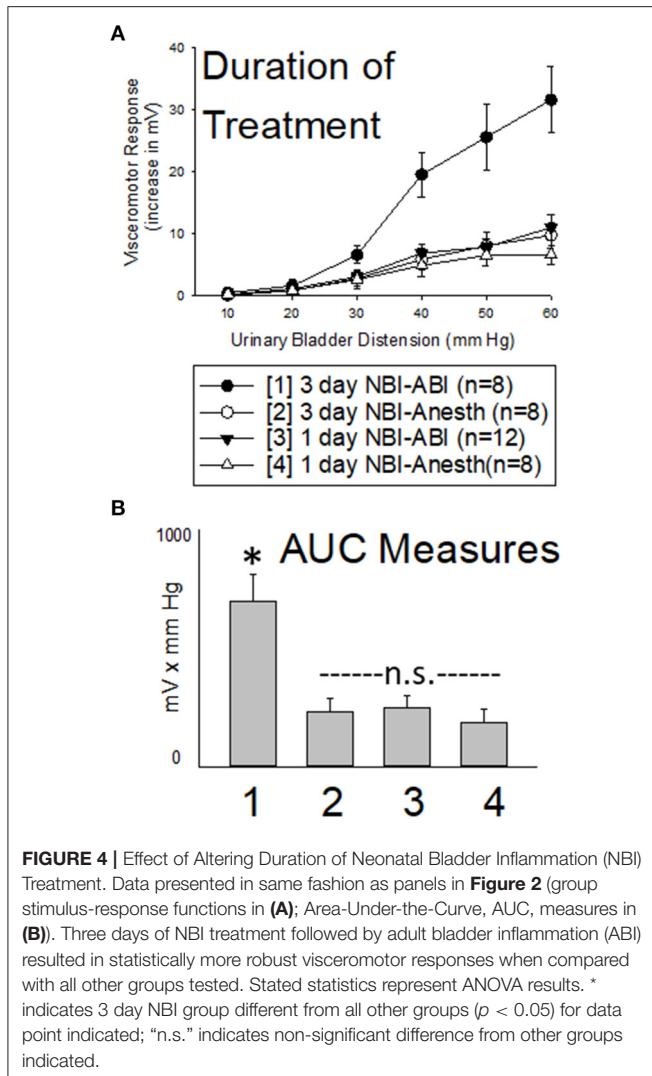 A
Duration of
Treatment
Visceromotor Response
(increase in mV)
40
30
20
10
0
10 20 30 40 50 60
Urinary Bladder Distension (mm Hg)
[1] 3 day NBI-ABI (n=8)
[2] 3 day NBI-Anesth (n=8)
[3] 1 day NBI-ABI (n=12)
[4] 1 day NBI-Anesth(n=8)
B
AUC Measures
mV x mm Hg
1000
0
*
------n.s.------
1 2 3 4
FIGURE 4 | Effect of Altering Duration of Neonatal Bladder Inflammation (NBI)
Treatment. Data presented in same fashion as panels in Figure 2 (group
stimulus-response functions in (A); Area-Under-the-Curve, AUC, measures in
(B)). Three days of NBI treatment followed by adult bladder inflammation (ABI)
resulted in statistically more robust visceromotor responses when compared
with all other groups tested. Stated statistics represent ANOVA results. *
indicates 3 day NBI group different from all other groups (p < 0.05) for data
point indicated; “n.s.” indicates non-significant difference from other groups
indicated.